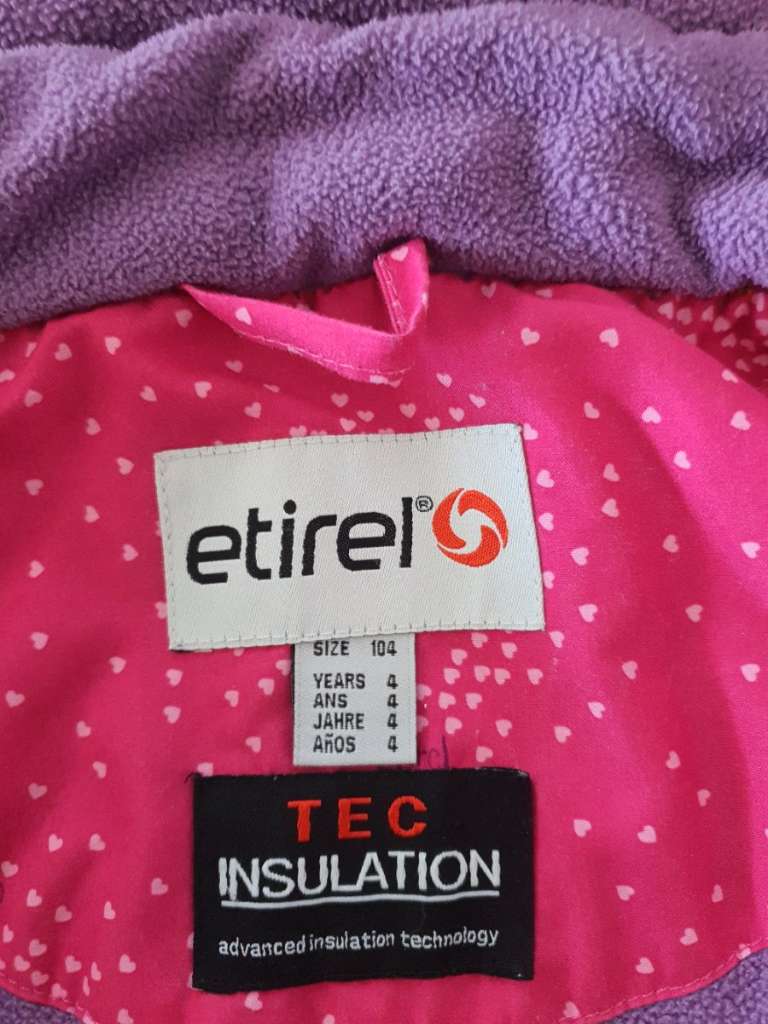 etirel®
SIZE 104
YEARS 4
ANS 4
JAHRE 4
AñOS 4
TEC
INSULATION
advanced insulation technology